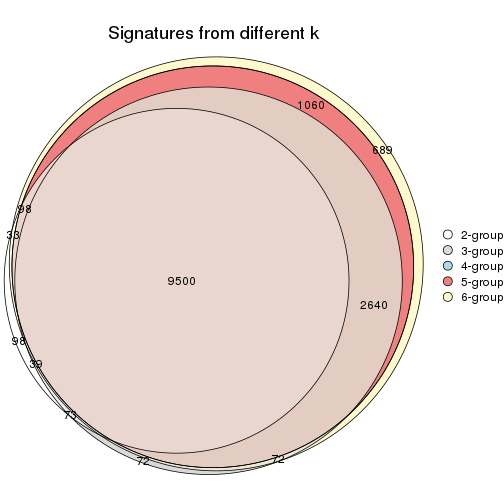 Signatures from different k
1060
689
98
33
9500
2640
98
39
73
72
72
2-group
3-group
4-group
5-group
6-group